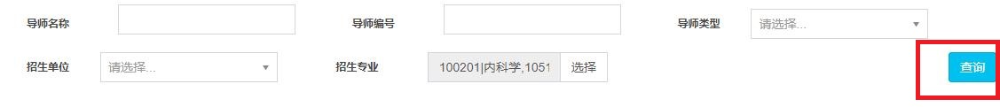 导师名称 导师编号 导师类型 请选择...
招生单位 请选择... 招生专业 100201|内科学,1051 选择 查询